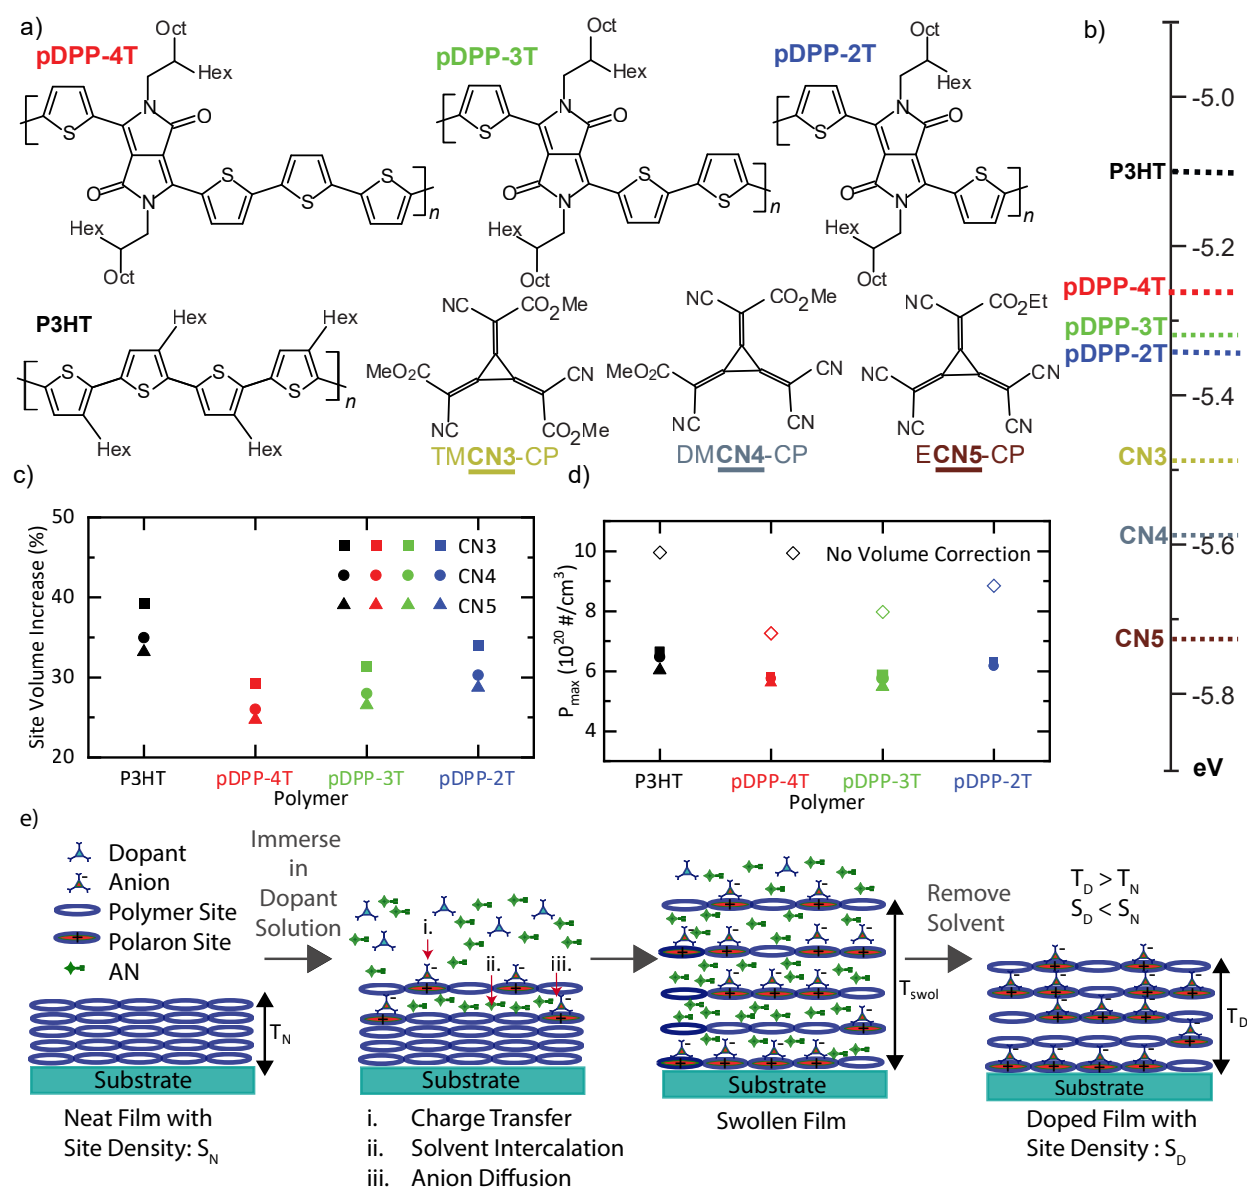 a)
b)
pDPP-4T
Oct
Hex
N
O
S
S
O
N
S
S
S
n
Hex
Oct
pDPP-3T
Oct
Hex
N
O
S
O
N
S
S
n
Hex
Oct
pDPP-2T
Oct
Hex
N
O
S
O
N
S
n
Hex
Oct
P3HT
Hex
Hex
S
S
S
S
n
Hex
Hex
NC
CO2Me
MeO2C
CN
NC
CO2Me
TMCN3-CP
NC
CO2Me
MeO2C
CN
NC
CN
DMCN4-CP
NC
CO2Et
NC
CN
NC
CN
ECN5-CP
-5.0
P3HT
-5.2
pDPP-4T
pDPP-3T
pDPP-2T
-5.4
CN3
CN4
-5.6
CN5
-5.8
eV
c)
Site Volume Increase (%)
50
40
30
20
CN3
CN4
CN5
P3HT
pDPP-4T
pDPP-3T
pDPP-2T
Polymer
d)
Pmax (10^20 #/cm^3)
10
8
6
4
No Volume Correction
P3HT
pDPP-4T
pDPP-3T
pDPP-2T
Polymer
e)
Dopant
Anion
Polymer Site
Polaron Site
AN
TN
Substrate
Neat Film with
Site Density: SN
Immerse
in
Dopant
Solution
i.
ii.
iii.
Substrate
i. Charge Transfer
ii. Solvent Intercalation
iii. Anion Diffusion
Tswol
Substrate
Swollen Film
Remove
Solvent
TD > TN
SD < SN
TD
Substrate
Doped Film with
Site Density : SD